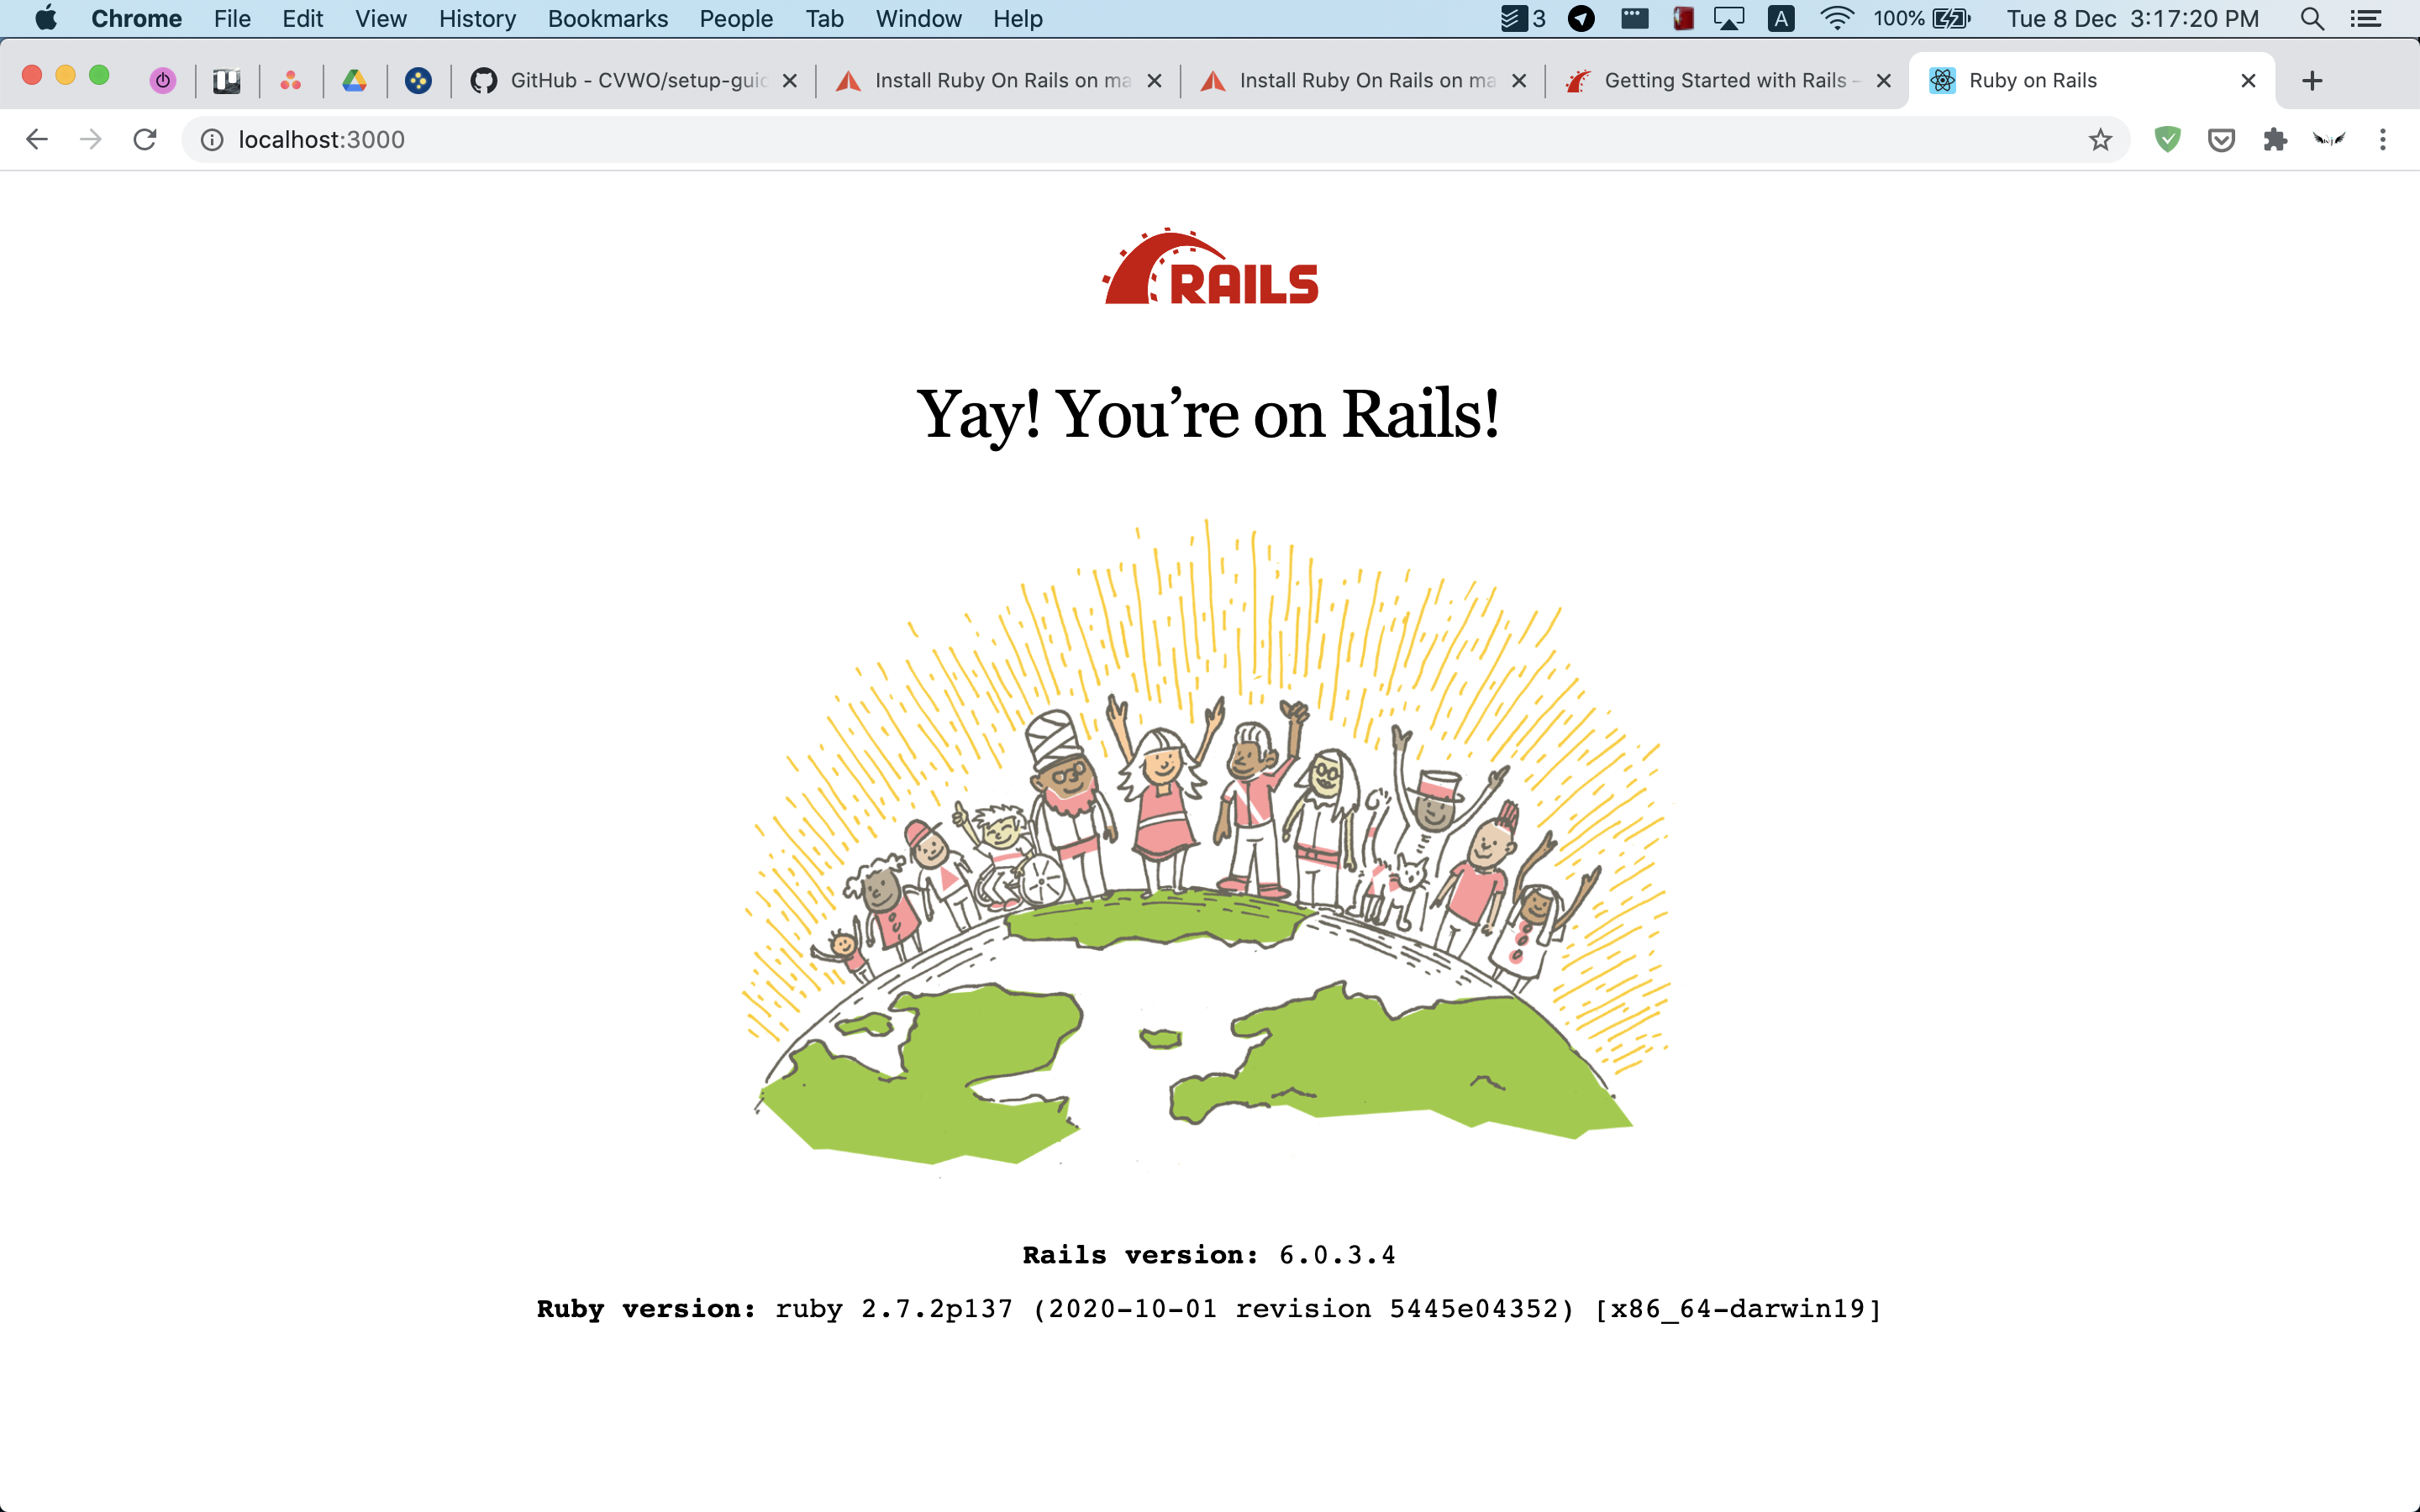 Chrome File Edit View History Bookmarks People Tab Window Help 3 A 100% Tue 8 Dec 3:17:20 PM
GitHub - CVWO/setup-guid Install Ruby On Rails on ma Install Ruby On Rails on ma Getting Started with Rails - Ruby on Rails
localhost:3000
RAILS
Yay! You’re on Rails!
Rails version: 6.0.3.4
Ruby version: ruby 2.7.2p137 (2020-10-01 revision 5445e04352) [x86_64-darwin19]